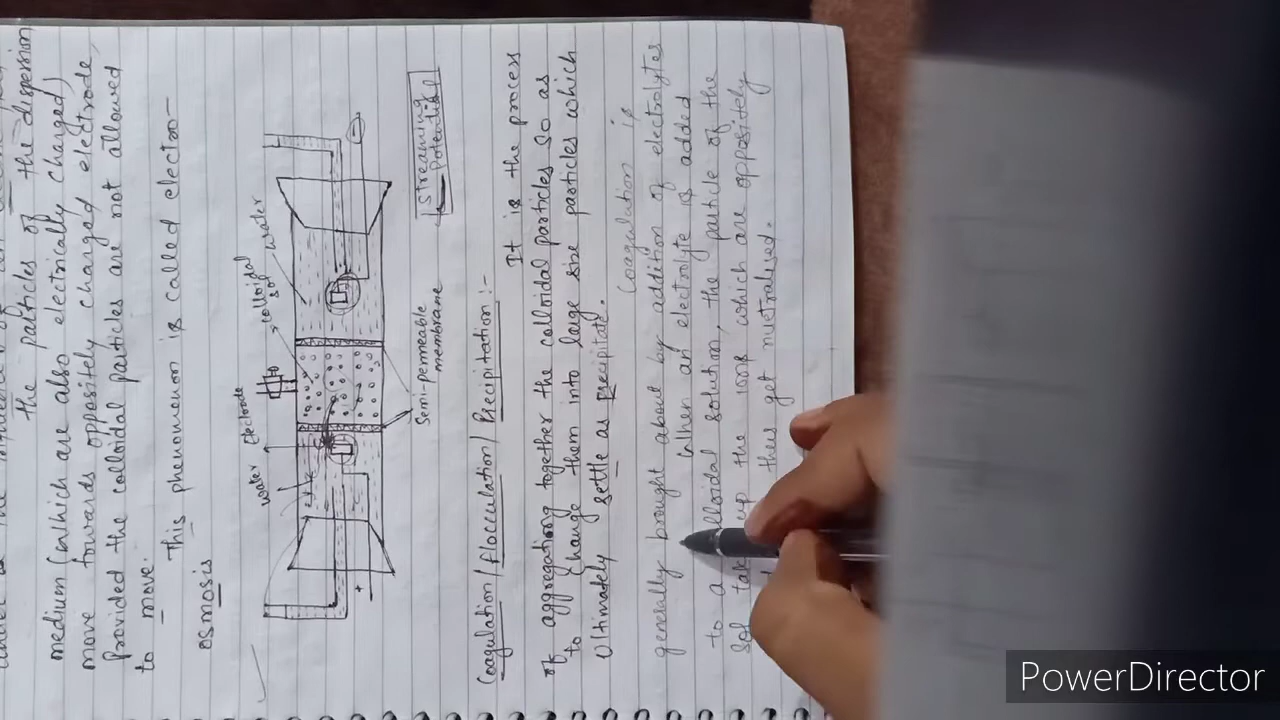 the particles of the dispersion
medium (which are also electrically charged)
move towards oppositely charged electrode,
Provided the colloidal particles are not allowed
to move.
This phenomenon is called electro-
osmosis
water
Electrode
colloidal
sol
water
+
-
Semi-permeable
membrane
Streaming
Potential
Coagulation / flocculation / Precipitation :-
It is the process
of aggregationg together the colloidal particles so as
to change them into large size particles which
Ultimately settle as Precipitate.
Coagulation is
generally brought about by addition of electrolytes
When an electrolyte is added
to a colloidal solution, the particle of the
sol take up the ions which are oppositely
thus get nuetralised.
PowerDirector